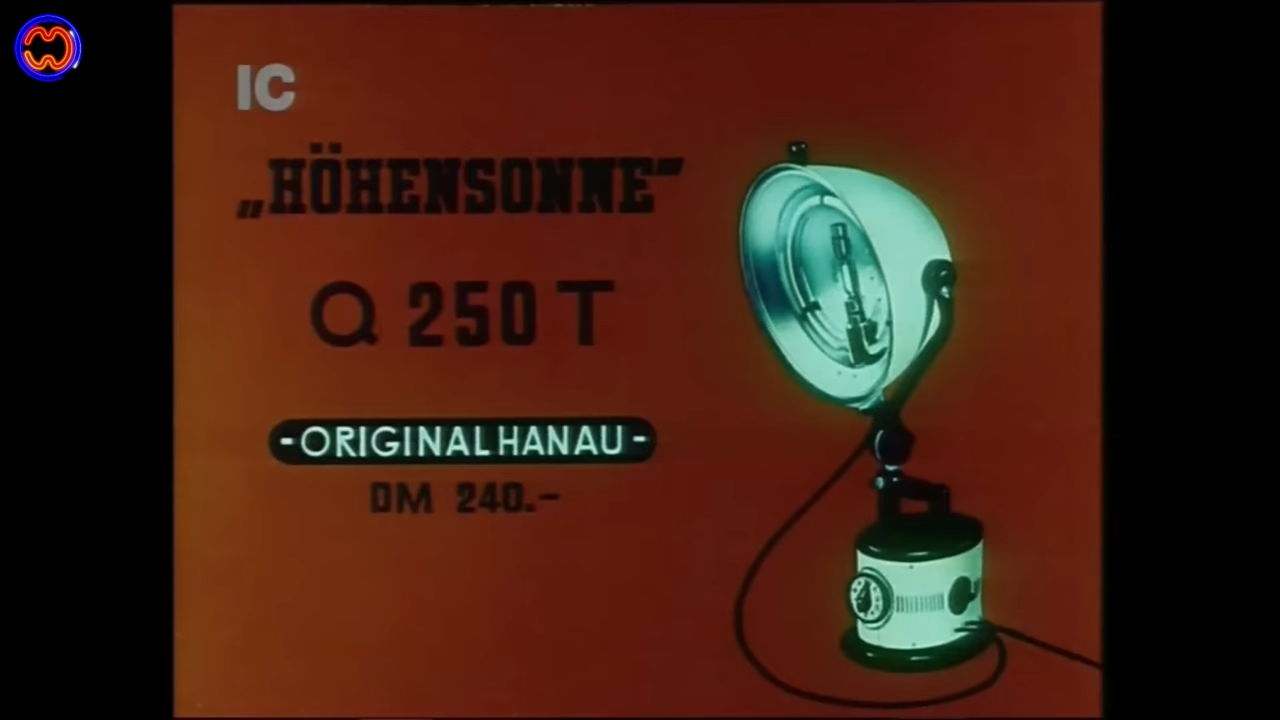 IC
„HÖHENSONNE“
Q 250 T
-ORIGINAL HANAU-
DM 240.-